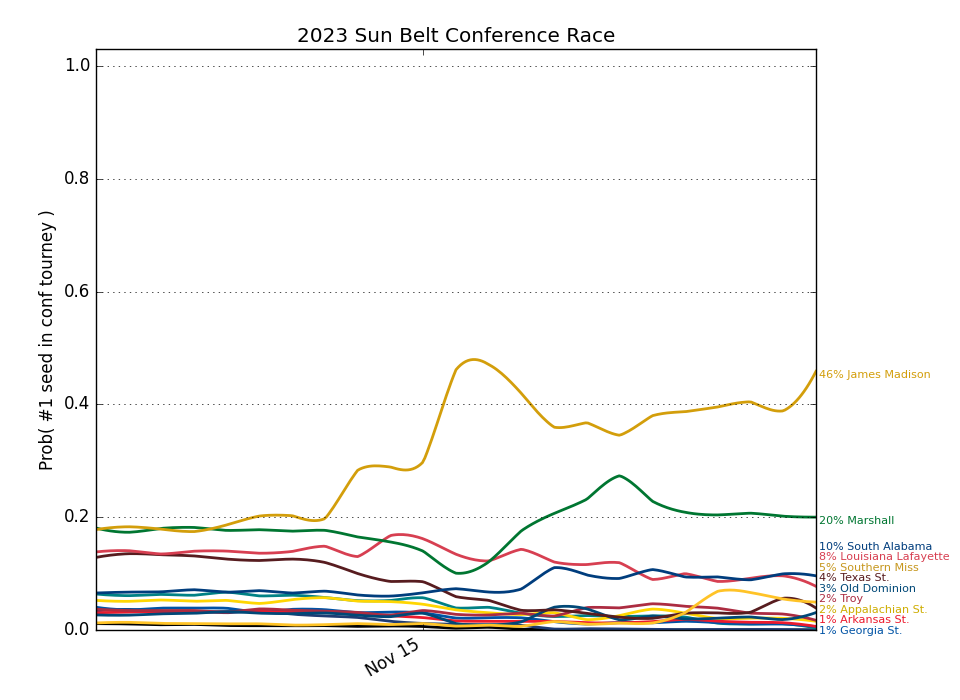 2023 Sun Belt Conference Race
Prob( #1 seed in conf tourney )
1.0
0.8
0.6
0.4
0.2
0.0
Nov 15
46% James Madison
20% Marshall
10% South Alabama
8% Louisiana Lafayette
5% Southern Miss
4% Texas St.
3% Old Dominion
2% Troy
2% Appalachian St.
1% Arkansas St.
1% Georgia St.